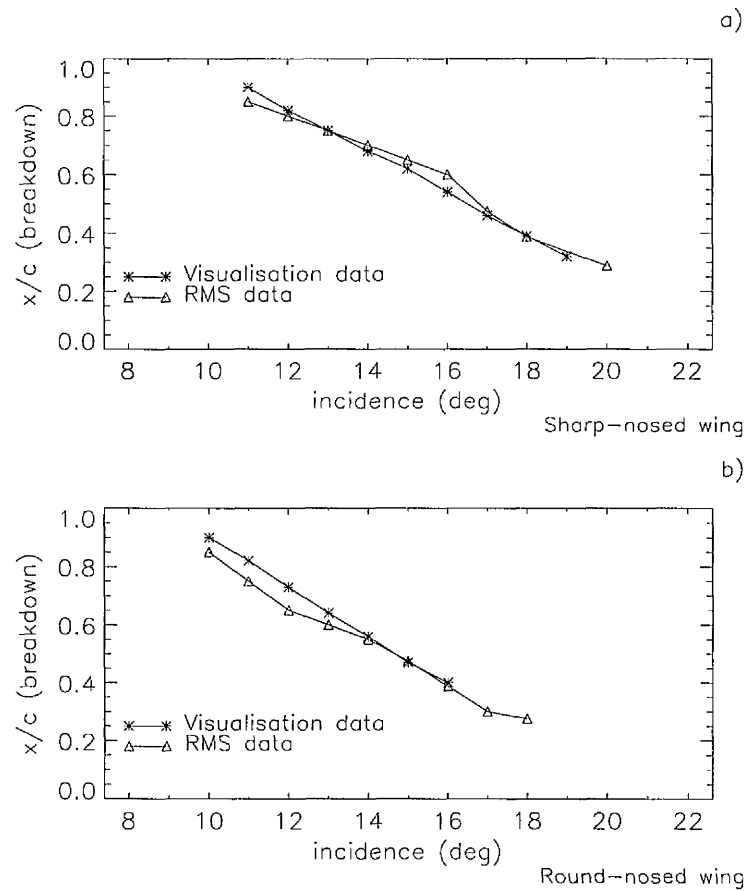 a)
1.0
0.8
0.6
0.4
0.2
0.0
x/c (breakdown)
Visualisation data
RMS data
8 10 12 14 16 18 20 22
incidence (deg)
Sharp-nosed wing
b)
1.0
0.8
0.6
0.4
0.2
0.0
x/c (breakdown)
Visualisation data
RMS data
8 10 12 14 16 18 20 22
incidence (deg)
Round-nosed wing